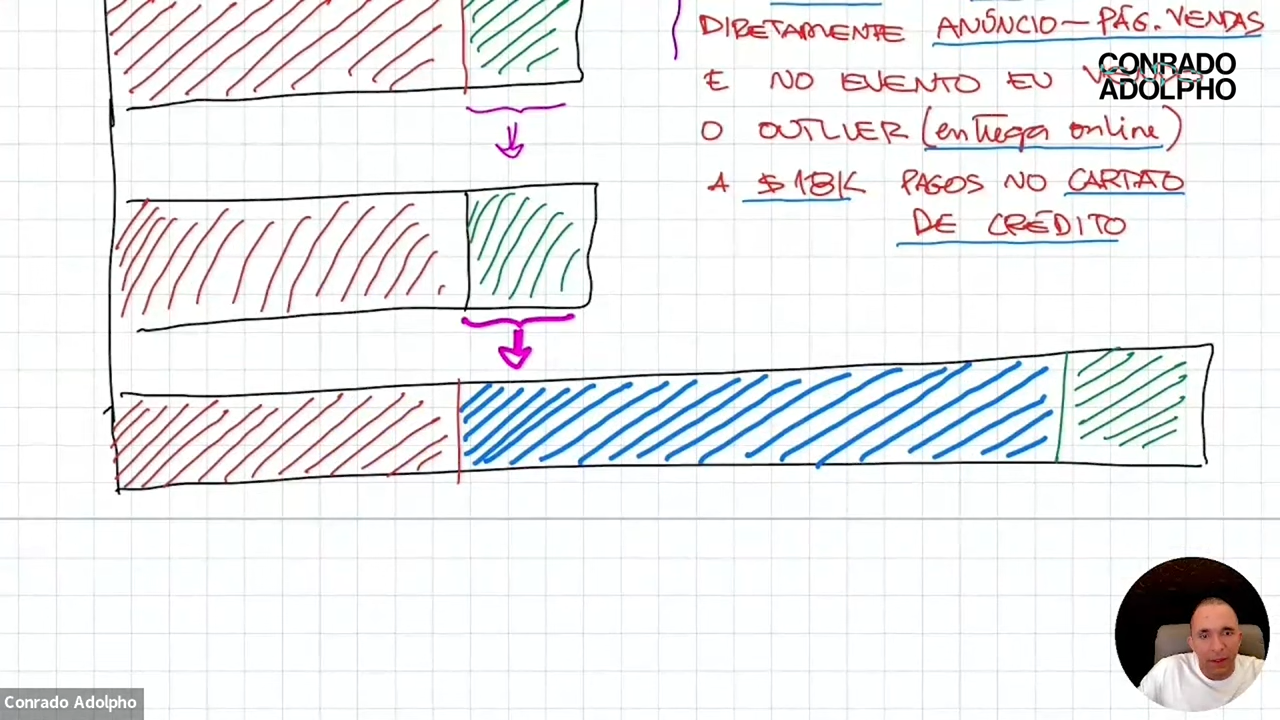 DIRETAMENTE ANÚNCIO — PÁG. VENDAS
CONRADO
ADOLPHO
E NO EVENTO EU VENDO
O OUTLIER (entrega online)
A $18K PAGOS NO CARTÃO
DE CRÉDITO
Conrado Adolpho